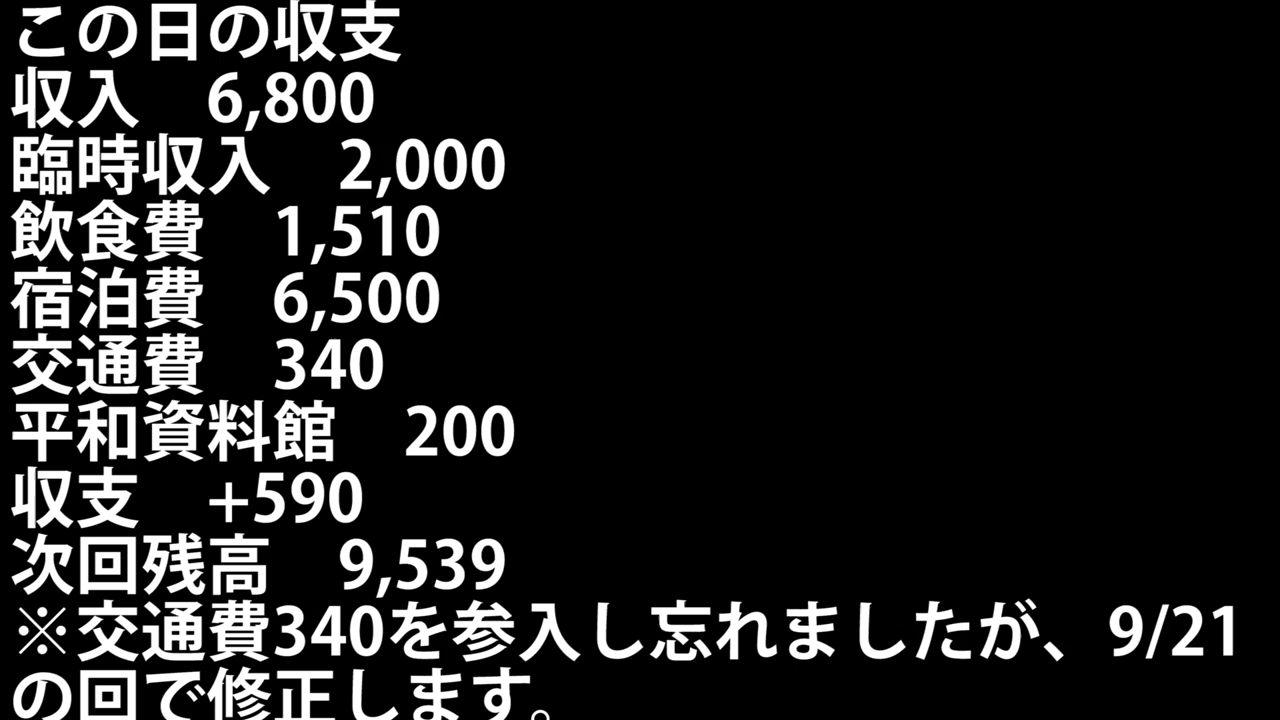 この日の収支
収入　6,800
臨時収入　2,000
飲食費　1,510
宿泊費　6,500
交通費　340
平和資料館　200
収支　+590
次回残高　9,539
※交通費340を参入し忘れましたが、9/21
の回で修正します。